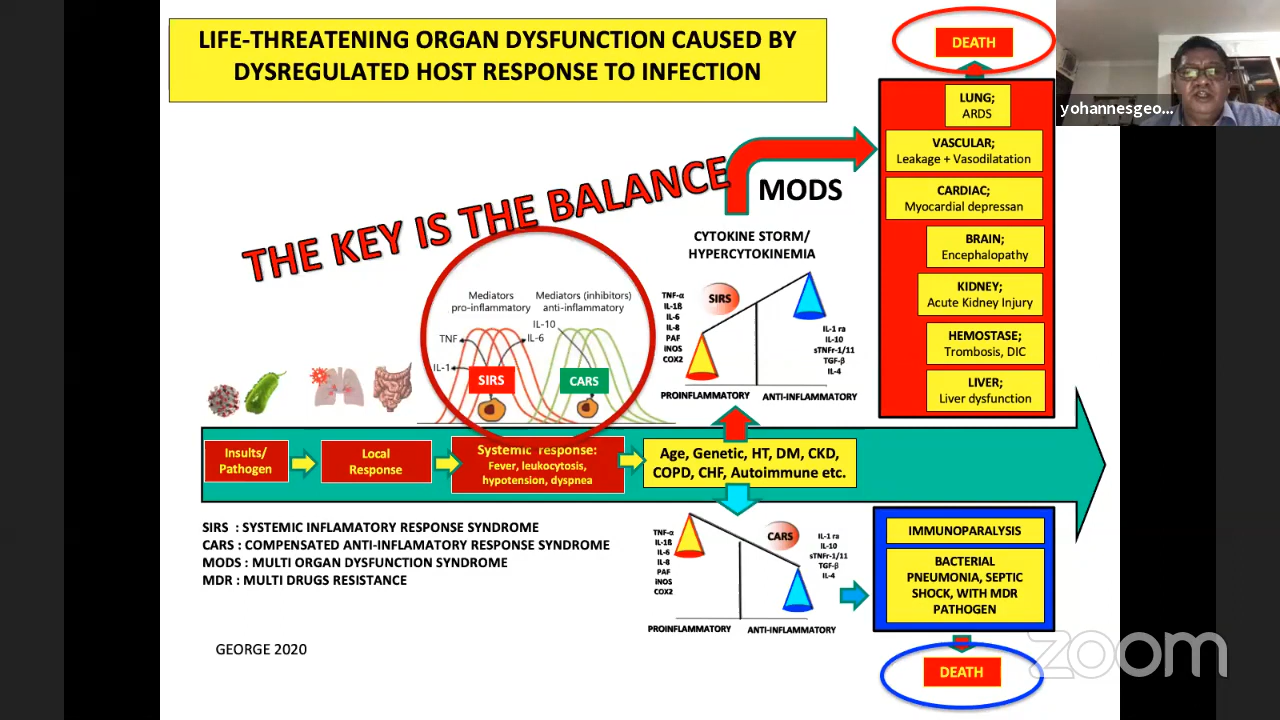 LIFE-THREATENING ORGAN DYSFUNCTION CAUSED BY
DYSREGULATED HOST RESPONSE TO INFECTION
DEATH
yohannesgeo...
LUNG;
ARDS
VASCULAR;
Leakage + Vasodilatation
CARDIAC;
Myocardial depressan
BRAIN;
Encephalopathy
KIDNEY;
Acute Kidney Injury
HEMOSTASE;
Trombosis, DIC
LIVER;
Liver dysfunction
THE KEY IS THE BALANCE
MODS
CYTOKINE STORM/
HYPERCYTOKINEMIA
Mediators
pro-inflammatory
Mediators (inhibitors)
anti-inflammatory
TNF
IL-1
IL-10
IL-6
SIRS
CARS
TNF-α
IL-1ß
IL-6
IL-8
PAF
iNOS
COX2
SIRS
IL-1 ra
IL-10
sTNFr-1/11
TGF-β
IL-4
PROINFLAMMATORY
ANTI-INFLAMMATORY
Insults/
Pathogen
Local
Response
Systemic response:
Fever, leukocytosis,
hypotension, dyspnea
Age, Genetic, HT, DM, CKD,
COPD, CHF, Autoimmune etc.
SIRS : SYSTEMIC INFLAMATORY RESPONSE SYNDROME
CARS : COMPENSATED ANTI-INFLAMATORY RESPONSE SYNDROME
MODS : MULTI ORGAN DYSFUNCTION SYNDROME
MDR : MULTI DRUGS RESISTANCE
TNF-α
IL-1ß
IL-6
IL-8
PAF
iNOS
COX2
CARS
IL-1 ra
IL-10
sTNFr-1/11
TGF-β
IL-4
PROINFLAMMATORY
ANTI-INFLAMMATORY
IMMUNOPARALYSIS
BACTERIAL
PNEUMONIA, SEPTIC
SHOCK, WITH MDR
PATHOGEN
DEATH
GEORGE 2020
zoom